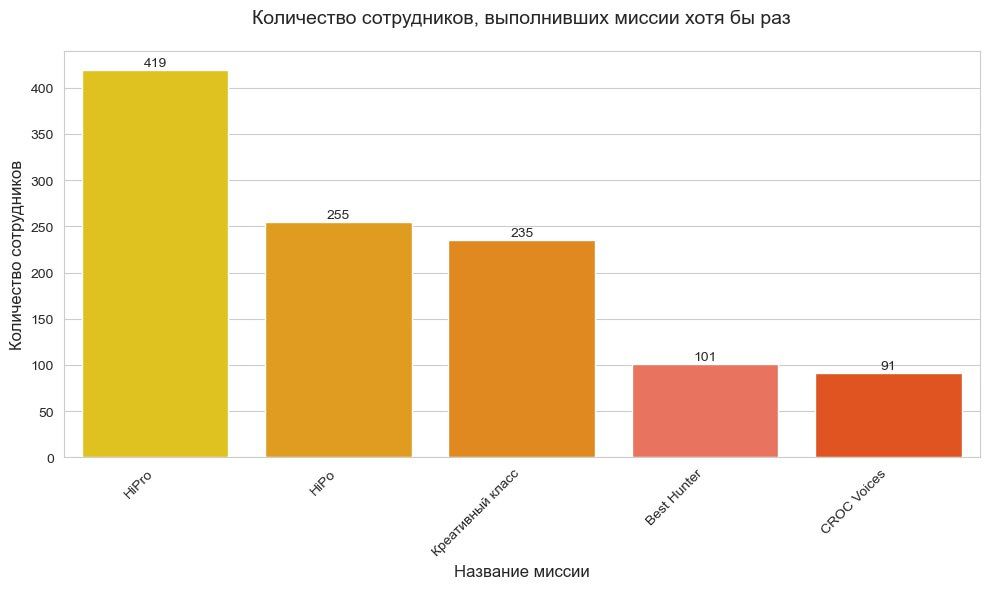 Количество сотрудников, выполнивших миссии хотя бы раз
Количество сотрудников
400
350
300
250
200
150
100
50
0
419
255
235
101
91
HiPro
HiPo
Креативный класс
Best Hunter
CROC Voices
Название миссии